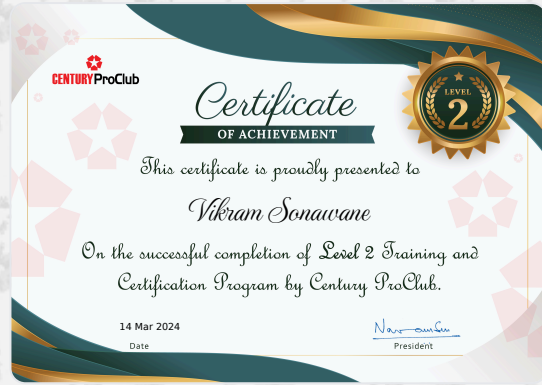 CENTURY ProClub
Certificate
OF ACHIEVEMENT
LEVEL
2
This certificate is proudly presented to
Vikram Sonawane
On the successful completion of Level 2 Training and
Certification Program by Century ProClub.
14 Mar 2024
Date
President